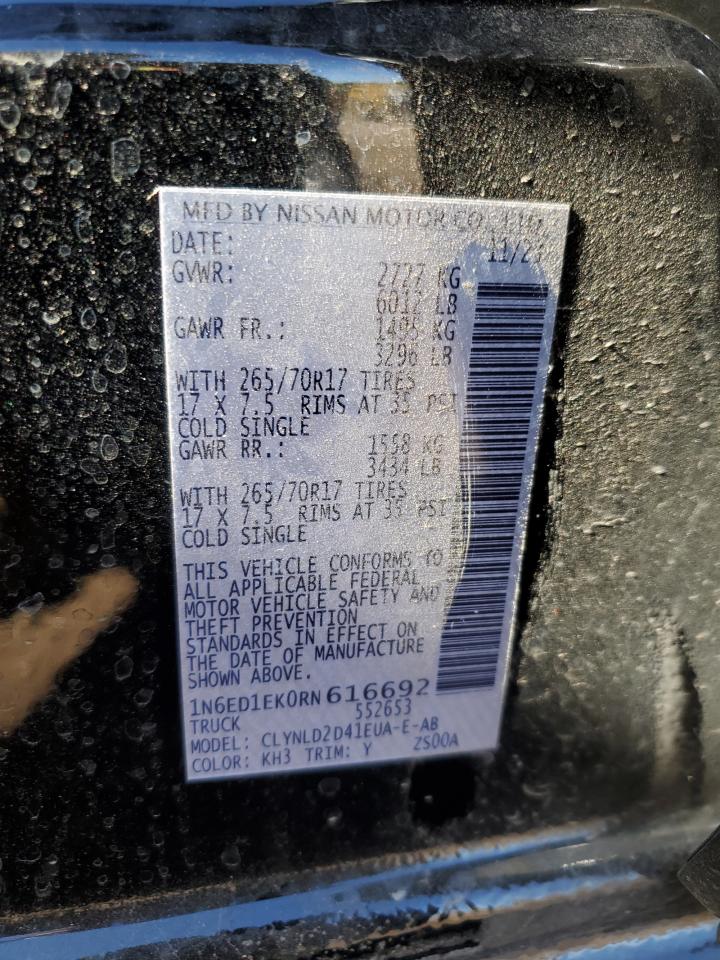 MFD BY NISSAN MOTOR CO., LTD.
DATE: 11/23
GVWR: 2727 KG
6012 LB
GAWR FR.: 1495 KG
3296 LB
WITH 265/70R17 TIRES
17 X 7.5 RIMS AT 35 PSI
COLD SINGLE
GAWR RR.: 1558 KG
3434 LB
WITH 265/70R17 TIRES
17 X 7.5 RIMS AT 35 PSI
COLD SINGLE
THIS VEHICLE CONFORMS TO
ALL APPLICABLE FEDERAL
MOTOR VEHICLE SAFETY AND
THEFT PREVENTION
STANDARDS IN EFFECT ON
THE DATE OF MANUFACTURE
SHOWN ABOVE.
1N6ED1EK0RN616692
TRUCK 552653
MODEL: CLYNLD2D41EUA-E-AB
COLOR: KH3 TRIM: Y ZS00A